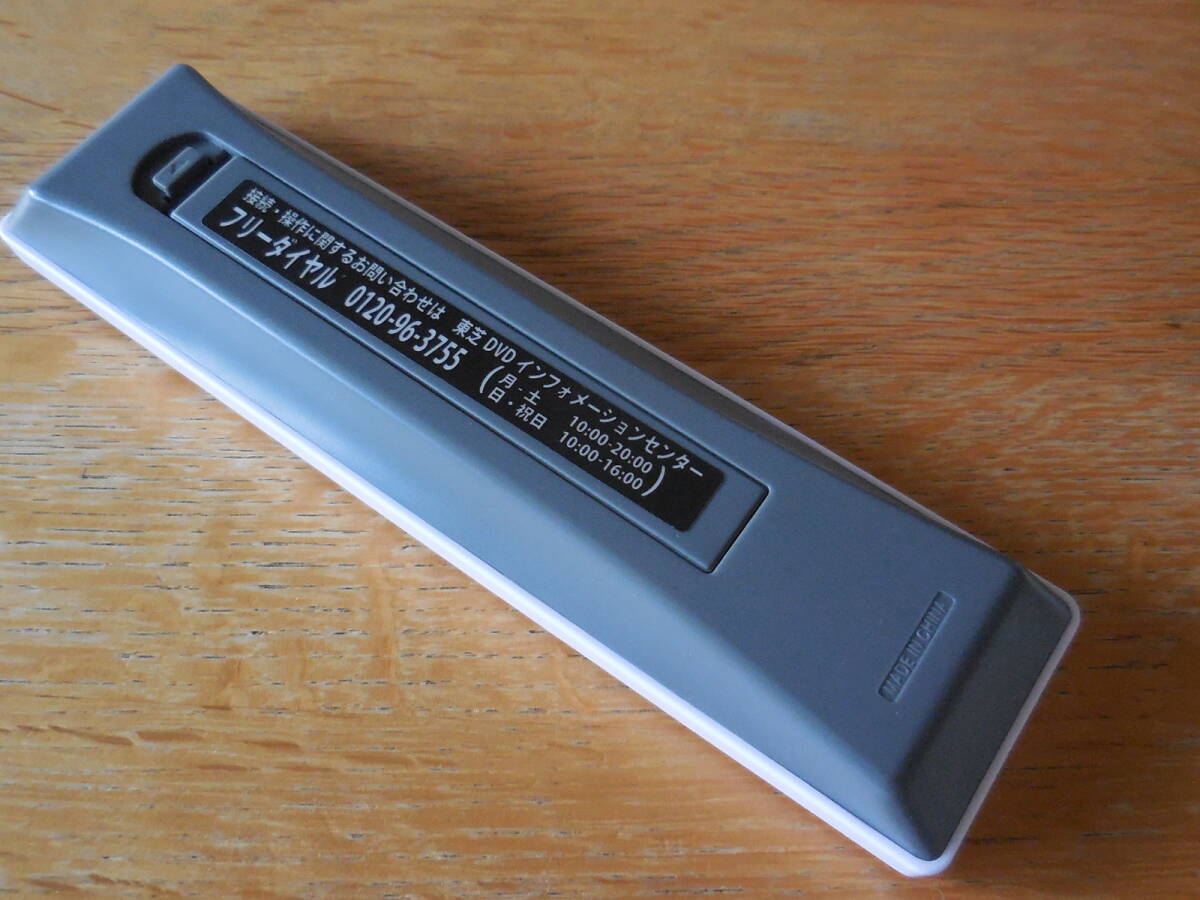 接続・操作に関するお問い合わせは 東芝 DVD インフォメーションセンター
フリーダイヤル 0120-96-3755 (月・土 10:00-20:00
日・祝日 10:00-16:00)
MADE IN CHINA